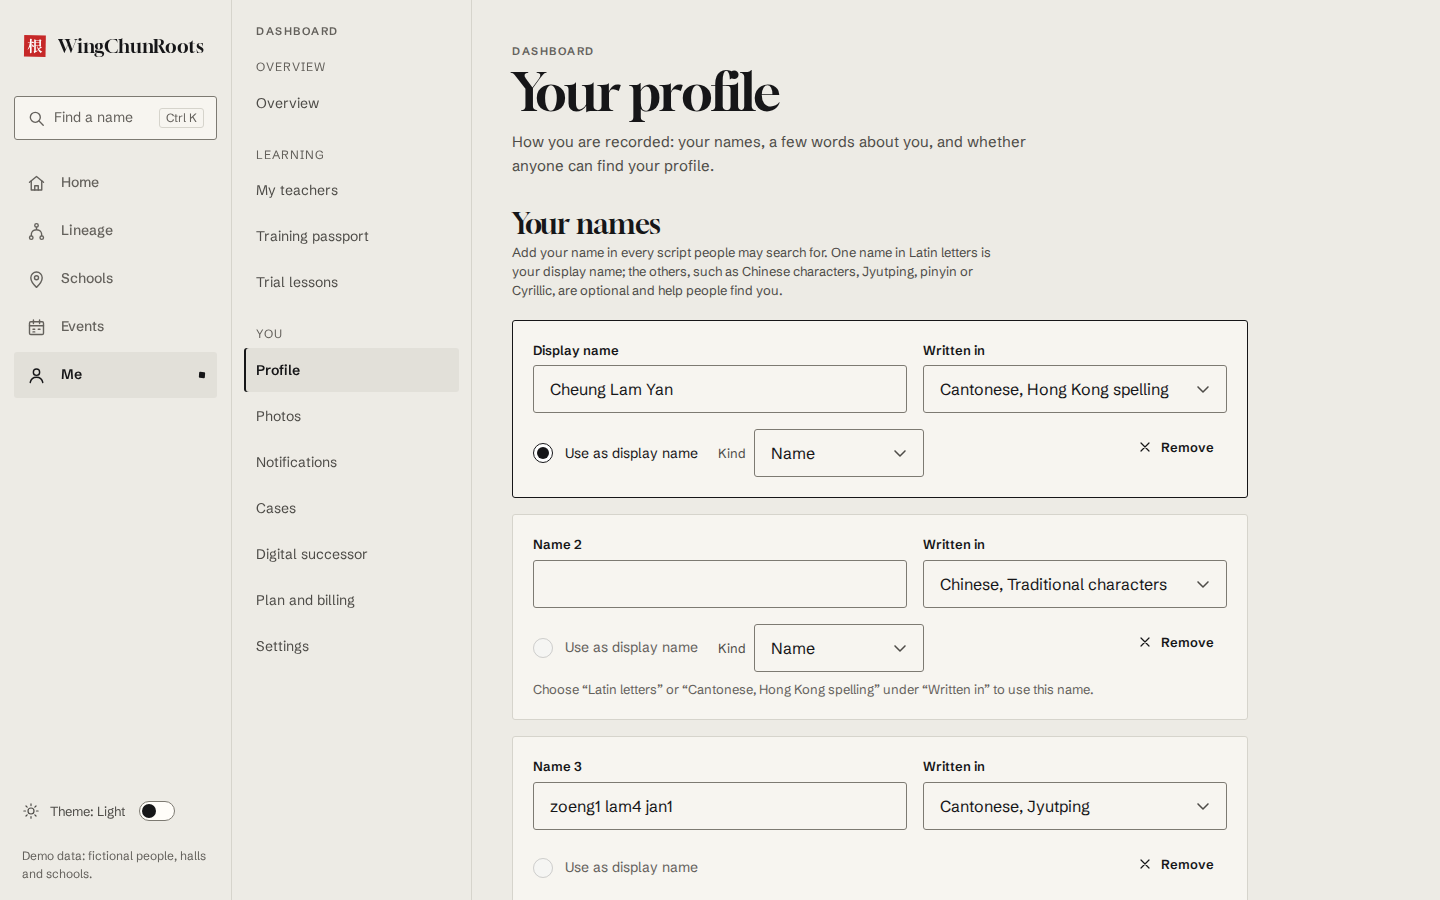 根 WingChunRoots
Find a name Ctrl K
Home
Lineage
Schools
Events
Me
Theme: Light
Demo data: fictional people, halls
and schools.
DASHBOARD
OVERVIEW
Overview
LEARNING
My teachers
Training passport
Trial lessons
YOU
Profile
Photos
Notifications
Cases
Digital successor
Plan and billing
Settings
DASHBOARD
Your profile
How you are recorded: your names, a few words about you, and whether
anyone can find your profile.
Your names
Add your name in every script people may search for. One name in Latin letters is
your display name; the others, such as Chinese characters, Jyutping, pinyin or
Cyrillic, are optional and help people find you.
Display name Written in
Cheung Lam Yan Cantonese, Hong Kong spelling
Use as display name Kind Name Remove
Name 2 Written in
Chinese, Traditional characters
Use as display name Kind Name Remove
Choose “Latin letters” or “Cantonese, Hong Kong spelling” under “Written in” to use this name.
Name 3 Written in
zoeng1 lam4 jan1 Cantonese, Jyutping
Use as display name Remove